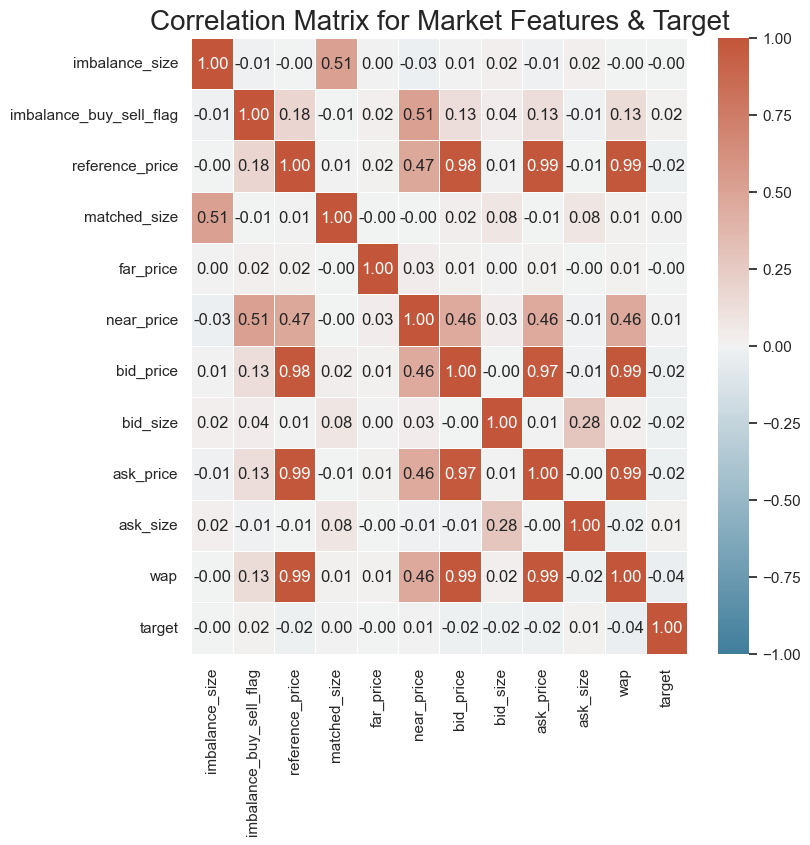 Correlation Matrix for Market Features & Target
imbalance_size 1.00 -0.01 -0.00 0.51 0.00 -0.03 0.01 0.02 -0.01 0.02 -0.00 -0.00
imbalance_buy_sell_flag -0.01 1.00 0.18 -0.01 0.02 0.51 0.13 0.04 0.13 -0.01 0.13 0.02
reference_price -0.00 0.18 1.00 0.01 0.02 0.47 0.98 0.01 0.99 -0.01 0.99 -0.02
matched_size 0.51 -0.01 0.01 1.00 -0.00 -0.00 0.02 0.08 -0.01 0.08 0.01 0.00
far_price 0.00 0.02 0.02 -0.00 1.00 0.03 0.01 0.00 0.01 -0.00 0.01 -0.00
near_price -0.03 0.51 0.47 -0.00 0.03 1.00 0.46 0.03 0.46 -0.01 0.46 0.01
bid_price 0.01 0.13 0.98 0.02 0.01 0.46 1.00 -0.00 0.97 -0.01 0.99 -0.02
bid_size 0.02 0.04 0.01 0.08 0.00 0.03 -0.00 1.00 0.01 0.28 0.02 -0.02
ask_price -0.01 0.13 0.99 -0.01 0.01 0.46 0.97 0.01 1.00 -0.00 0.99 -0.02
ask_size 0.02 -0.01 -0.01 0.08 -0.00 -0.01 -0.01 0.28 -0.00 1.00 -0.02 0.01
wap -0.00 0.13 0.99 0.01 0.01 0.46 0.99 0.02 0.99 -0.02 1.00 -0.04
target -0.00 0.02 -0.02 0.00 -0.00 0.01 -0.02 -0.02 -0.02 0.01 -0.04 1.00
imbalance_size
imbalance_buy_sell_flag
reference_price
matched_size
far_price
near_price
bid_price
bid_size
ask_price
ask_size
wap
target
1.00
0.75
0.50
0.25
0.00
−0.25
−0.50
−0.75
−1.00